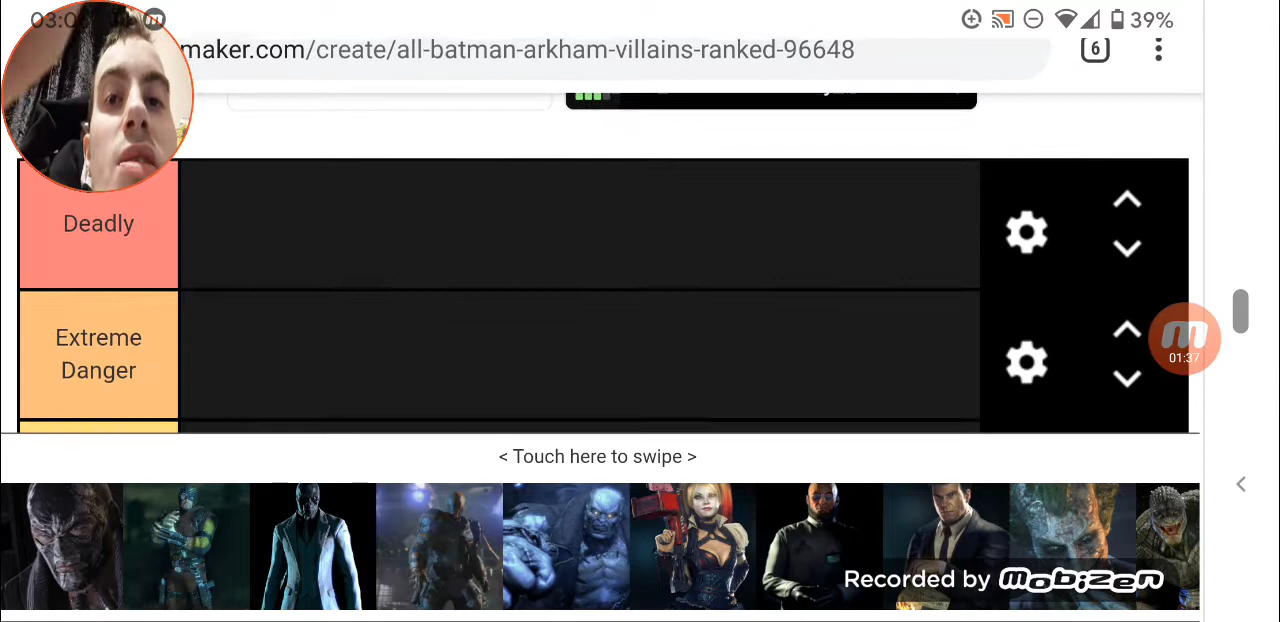 39%
maker.com/create/all-batman-arkham-villains-ranked-96648
6
Deadly
Extreme
Danger
01:37
< Touch here to swipe >
Recorded by mobizen